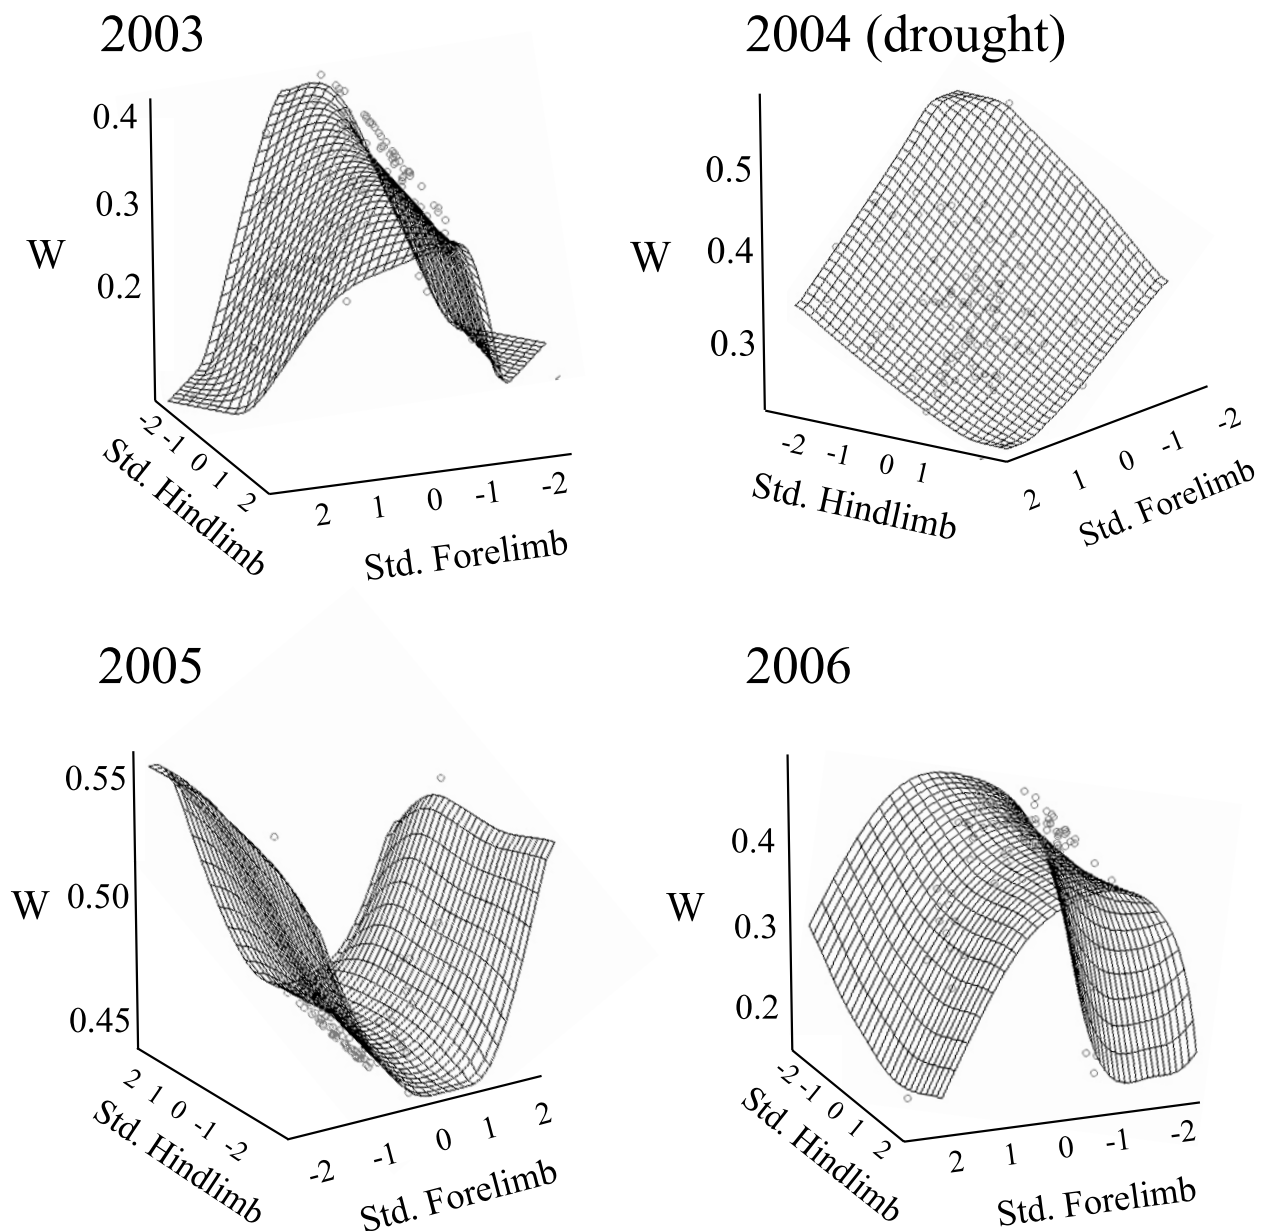 2003
0.4
0.3
W
0.2
-2 -1 0 1 2
Std. Hindlimb
2 1 0 -1 -2
Std. Forelimb
2004 (drought)
0.5
0.4
W
0.3
-2 -1 0 1
Std. Hindlimb
2 1 0 -1 -2
Std. Forelimb
2005
0.55
0.50
W
0.45
2 1 0 -1 -2
Std. Hindlimb
-2 -1 0 1 2
Std. Forelimb
2006
0.4
W
0.3
0.2
-2 -1 0 1 2
Std. Hindlimb
2 1 0 -1 -2
Std. Forelimb